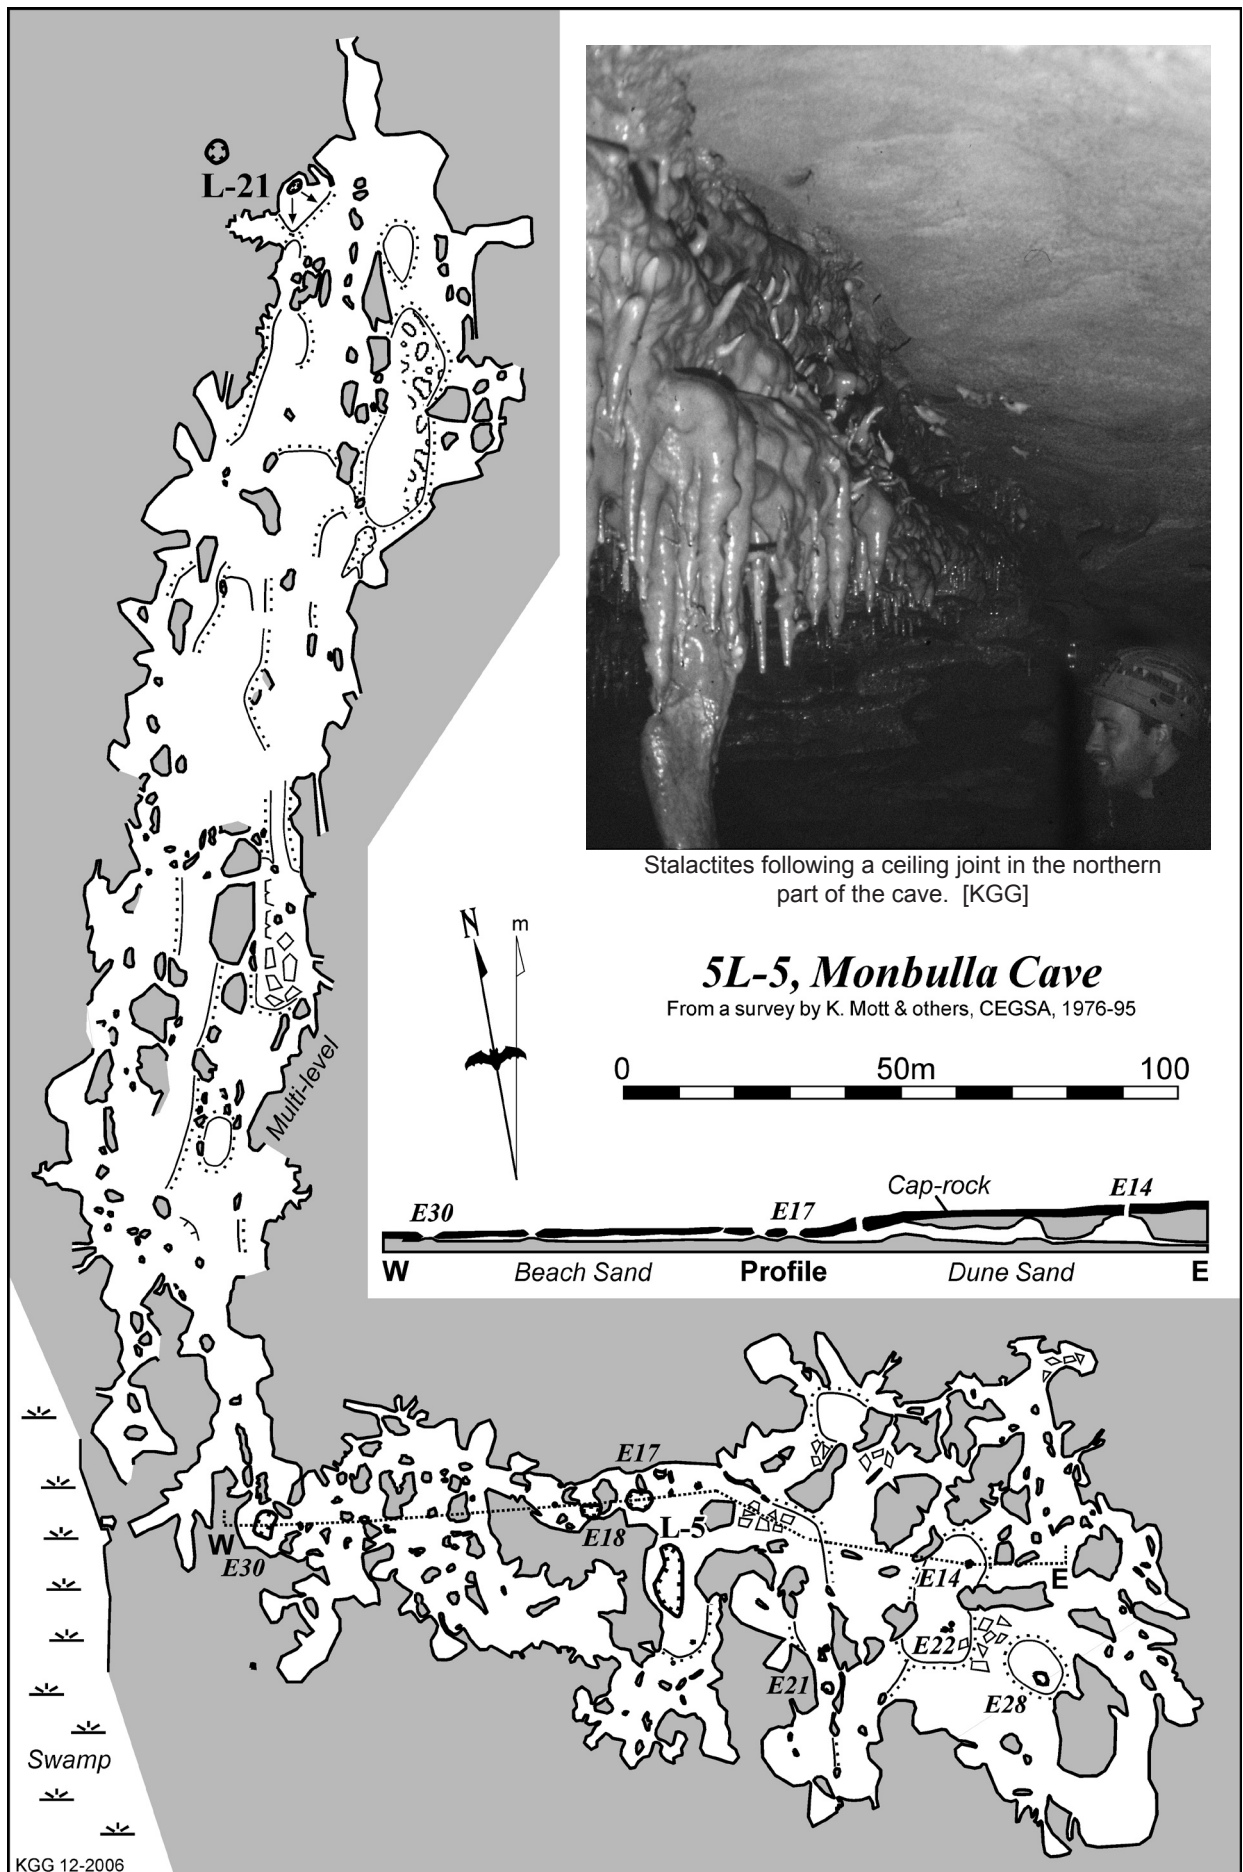 L-21
Stalactites following a ceiling joint in the northern
part of the cave. [KGG]
N
m
5L-5, Monbulla Cave
From a survey by K. Mott & others, CEGSA, 1976-95
0 50m 100
Multi-level
Cap-rock
E30 E17 E14
W Beach Sand Profile Dune Sand E
E17
L-5
E18
W
E30
E14
E
E22
E21
E28
Swamp
KGG 12-2006